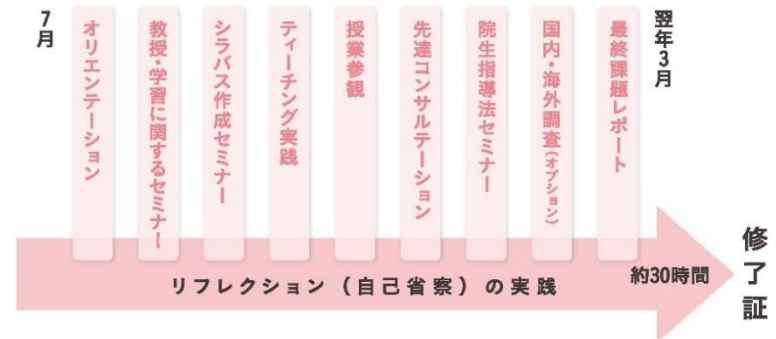 7月
オリエンテーション
教授・学習に関するセミナー
シラバス作成セミナー
ティーチング実践
授業参観
先達コンサルテーション
院生指導法セミナー
国内・海外調査(オプション)
最終課題レポート
翌年3月
リフレクション(自己省察)の実践
約30時間
修了証